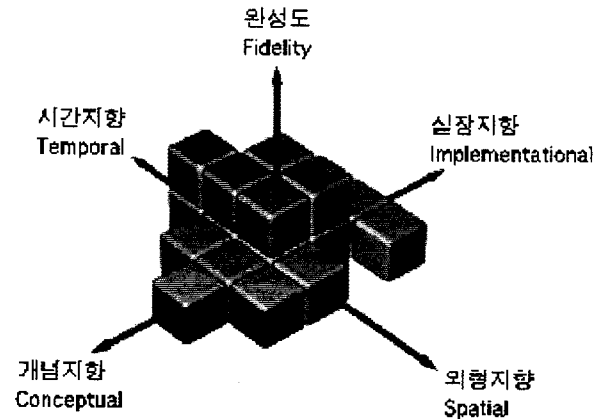 완성도
Fidelity
시간지향
Temporal
실장지향
Implementational
개념지향
Conceptual
외형지향
Spatial